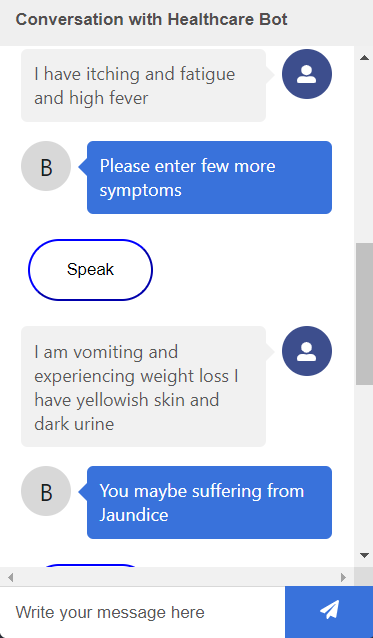 Conversation with Healthcare Bot
I have itching and fatigue
and high fever
B
Please enter few more
symptoms
Speak
I am vomiting and
experiencing weight loss I
have yellowish skin and
dark urine
B
You maybe suffering from
Jaundice
Write your message here